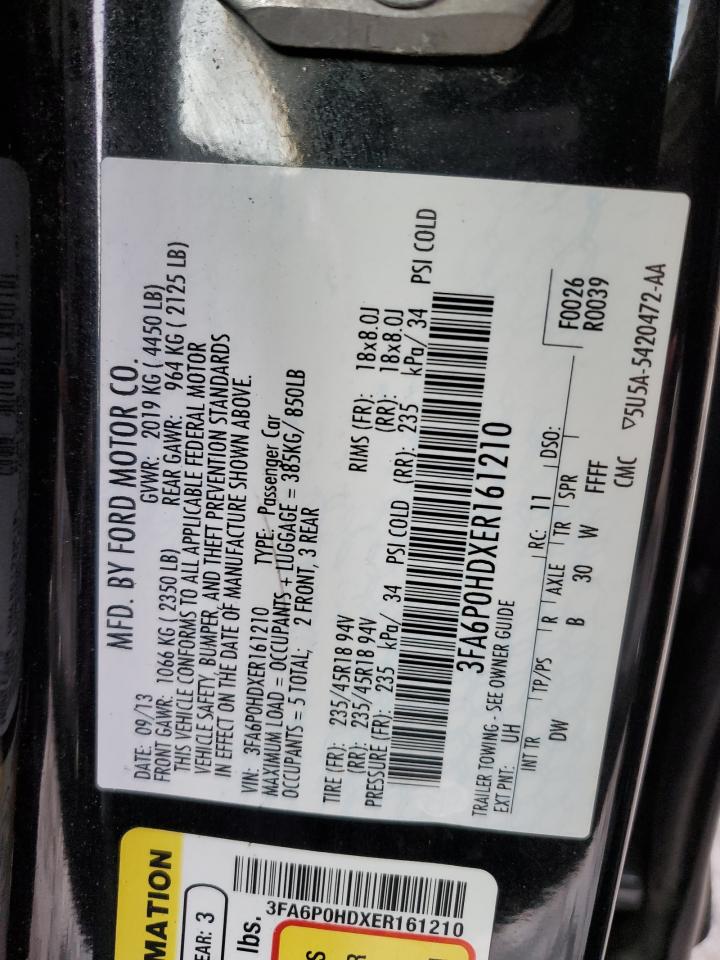 MFD. BY FORD MOTOR CO.
DATE: 09/13 GVWR: 2019 KG ( 4450 LB)
FRONT GAWR: 1066 KG ( 2350 LB) REAR GAWR: 964 KG ( 2125 LB)
THIS VEHICLE CONFORMS TO ALL APPLICABLE FEDERAL MOTOR
VEHICLE SAFETY, BUMPER, AND THEFT PREVENTION STANDARDS
IN EFFECT ON THE DATE OF MANUFACTURE SHOWN ABOVE.
VIN: 3FA6P0HDXER161210 TYPE: Passenger Car
MAXIMUM LOAD = OCCUPANTS + LUGGAGE = 385KG/ 850LB
OCCUPANTS = 5 TOTAL; 2 FRONT, 3 REAR
TIRE (FR): 235/45R18 94V RIMS (FR): 18x8.0J
(RR): 235/45R18 94V (RR): 18x8.0J
PRESSURE (FR): 235 kPa/ 34 PSI COLD (RR): 235 kPa/ 34 PSI COLD
3FA6P0HDXER161210
TRAILER TOWING - SEE OWNER GUIDE
EXT PNT: UH RC: 11 DSO: F0026
INT TR TP/PS R AXLE TR SPR R0039
DW B 30 W FFFF
CMC ▽5U5A-5420472-AA
MATION
EAR: 3
lbs.
3FA6P0HDXER161210